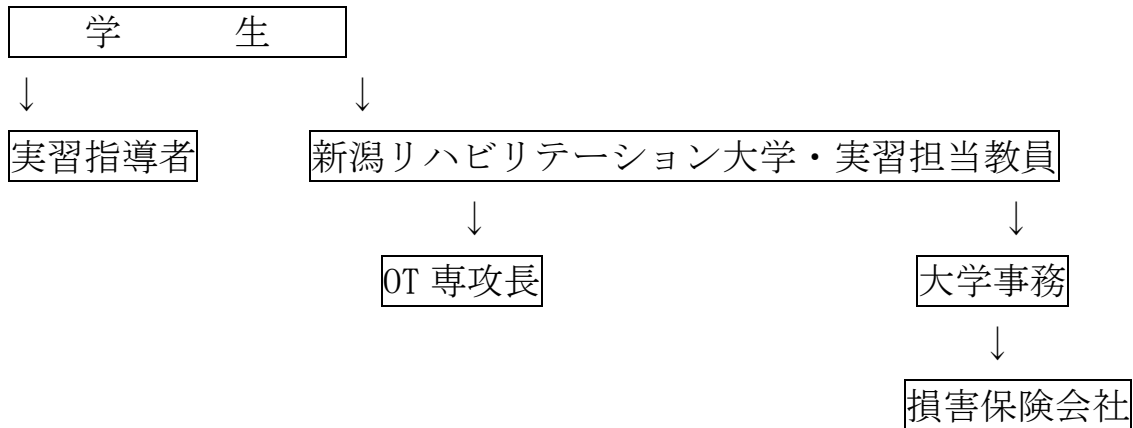 学　　　生
↓　　　　　　　　　↓
実習指導者　　　新潟リハビリテーション大学・実習担当教員
↓　　　　　　　　　　　　　　↓
OT 専攻長　　　　　　　　　　大学事務
↓
損害保険会社